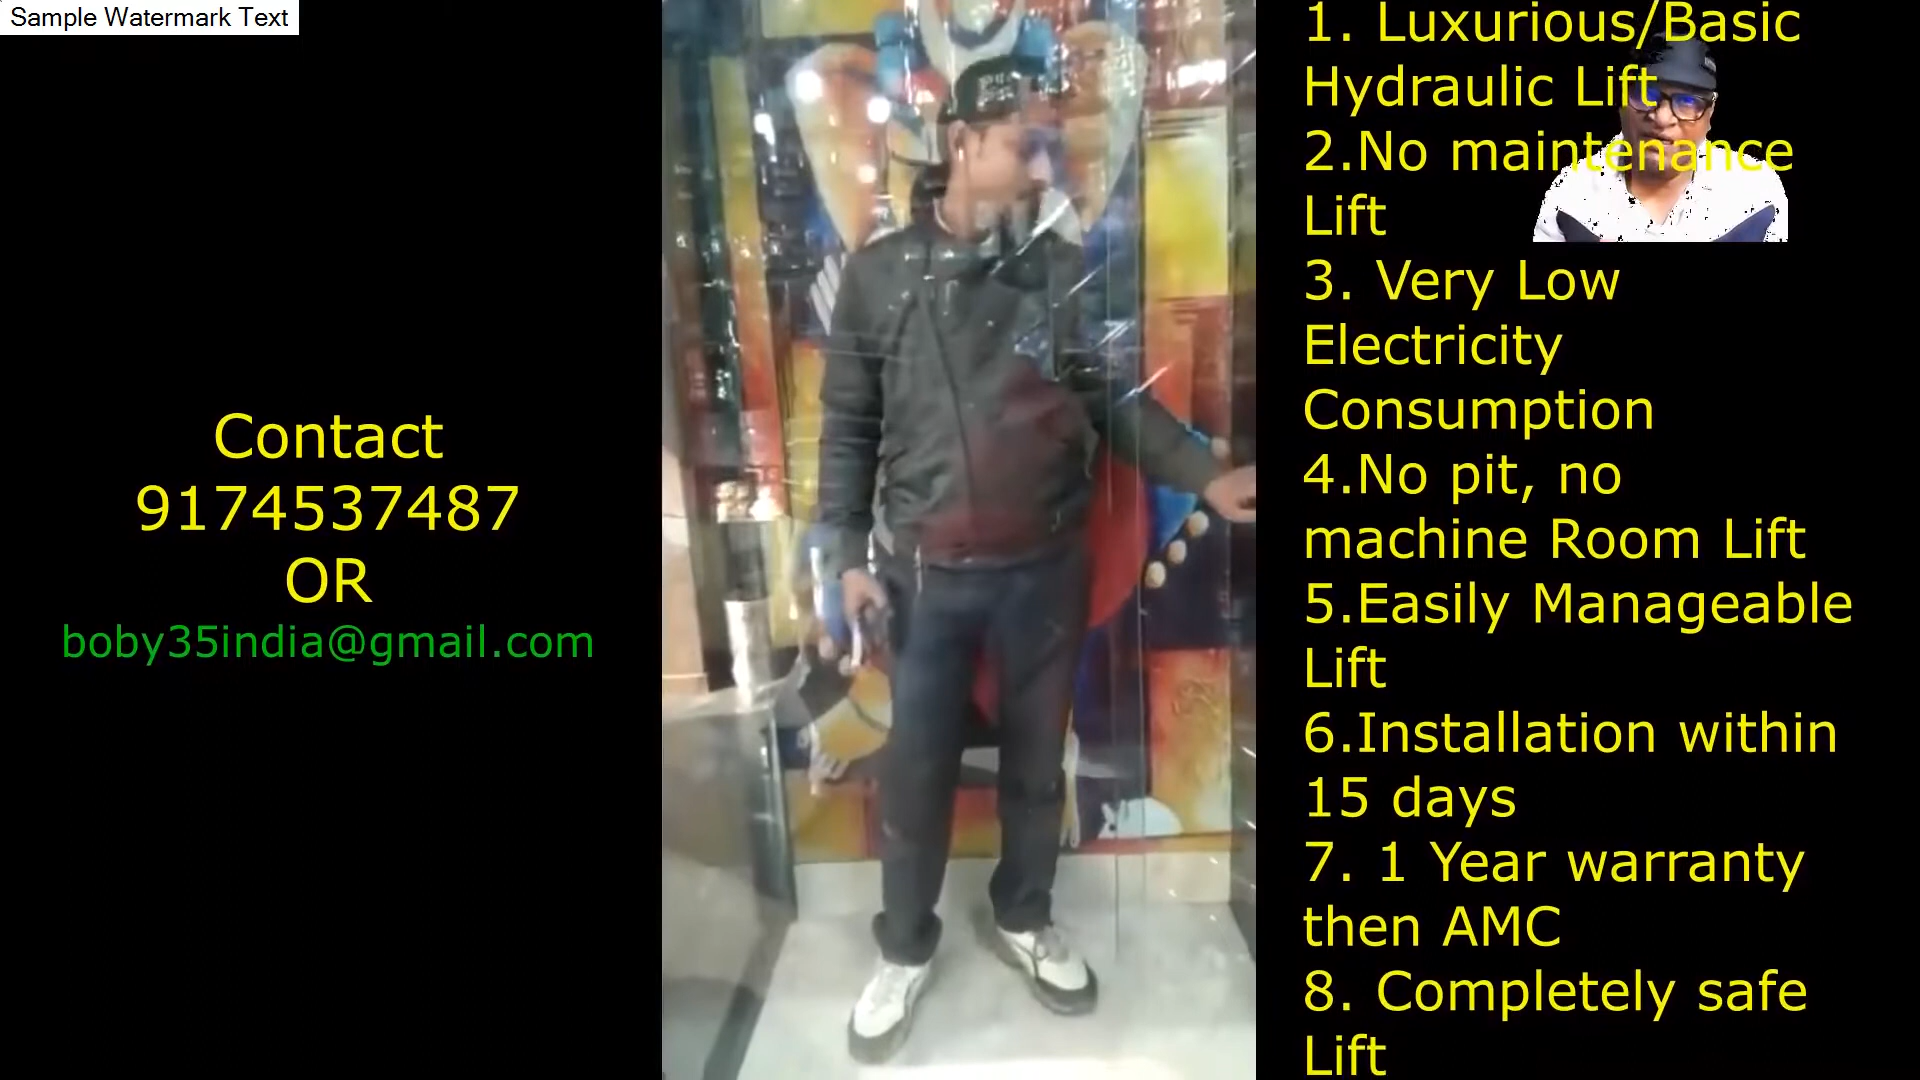 Sample Watermark Text
Contact
9174537487
OR
boby35india@gmail.com
1. Luxurious/Basic
Hydraulic Lift
2.No maintenance
Lift
3. Very Low
Electricity
Consumption
4.No pit, no
machine Room Lift
5.Easily Manageable
Lift
6.Installation within
15 days
7. 1 Year warranty
then AMC
8. Completely safe
Lift